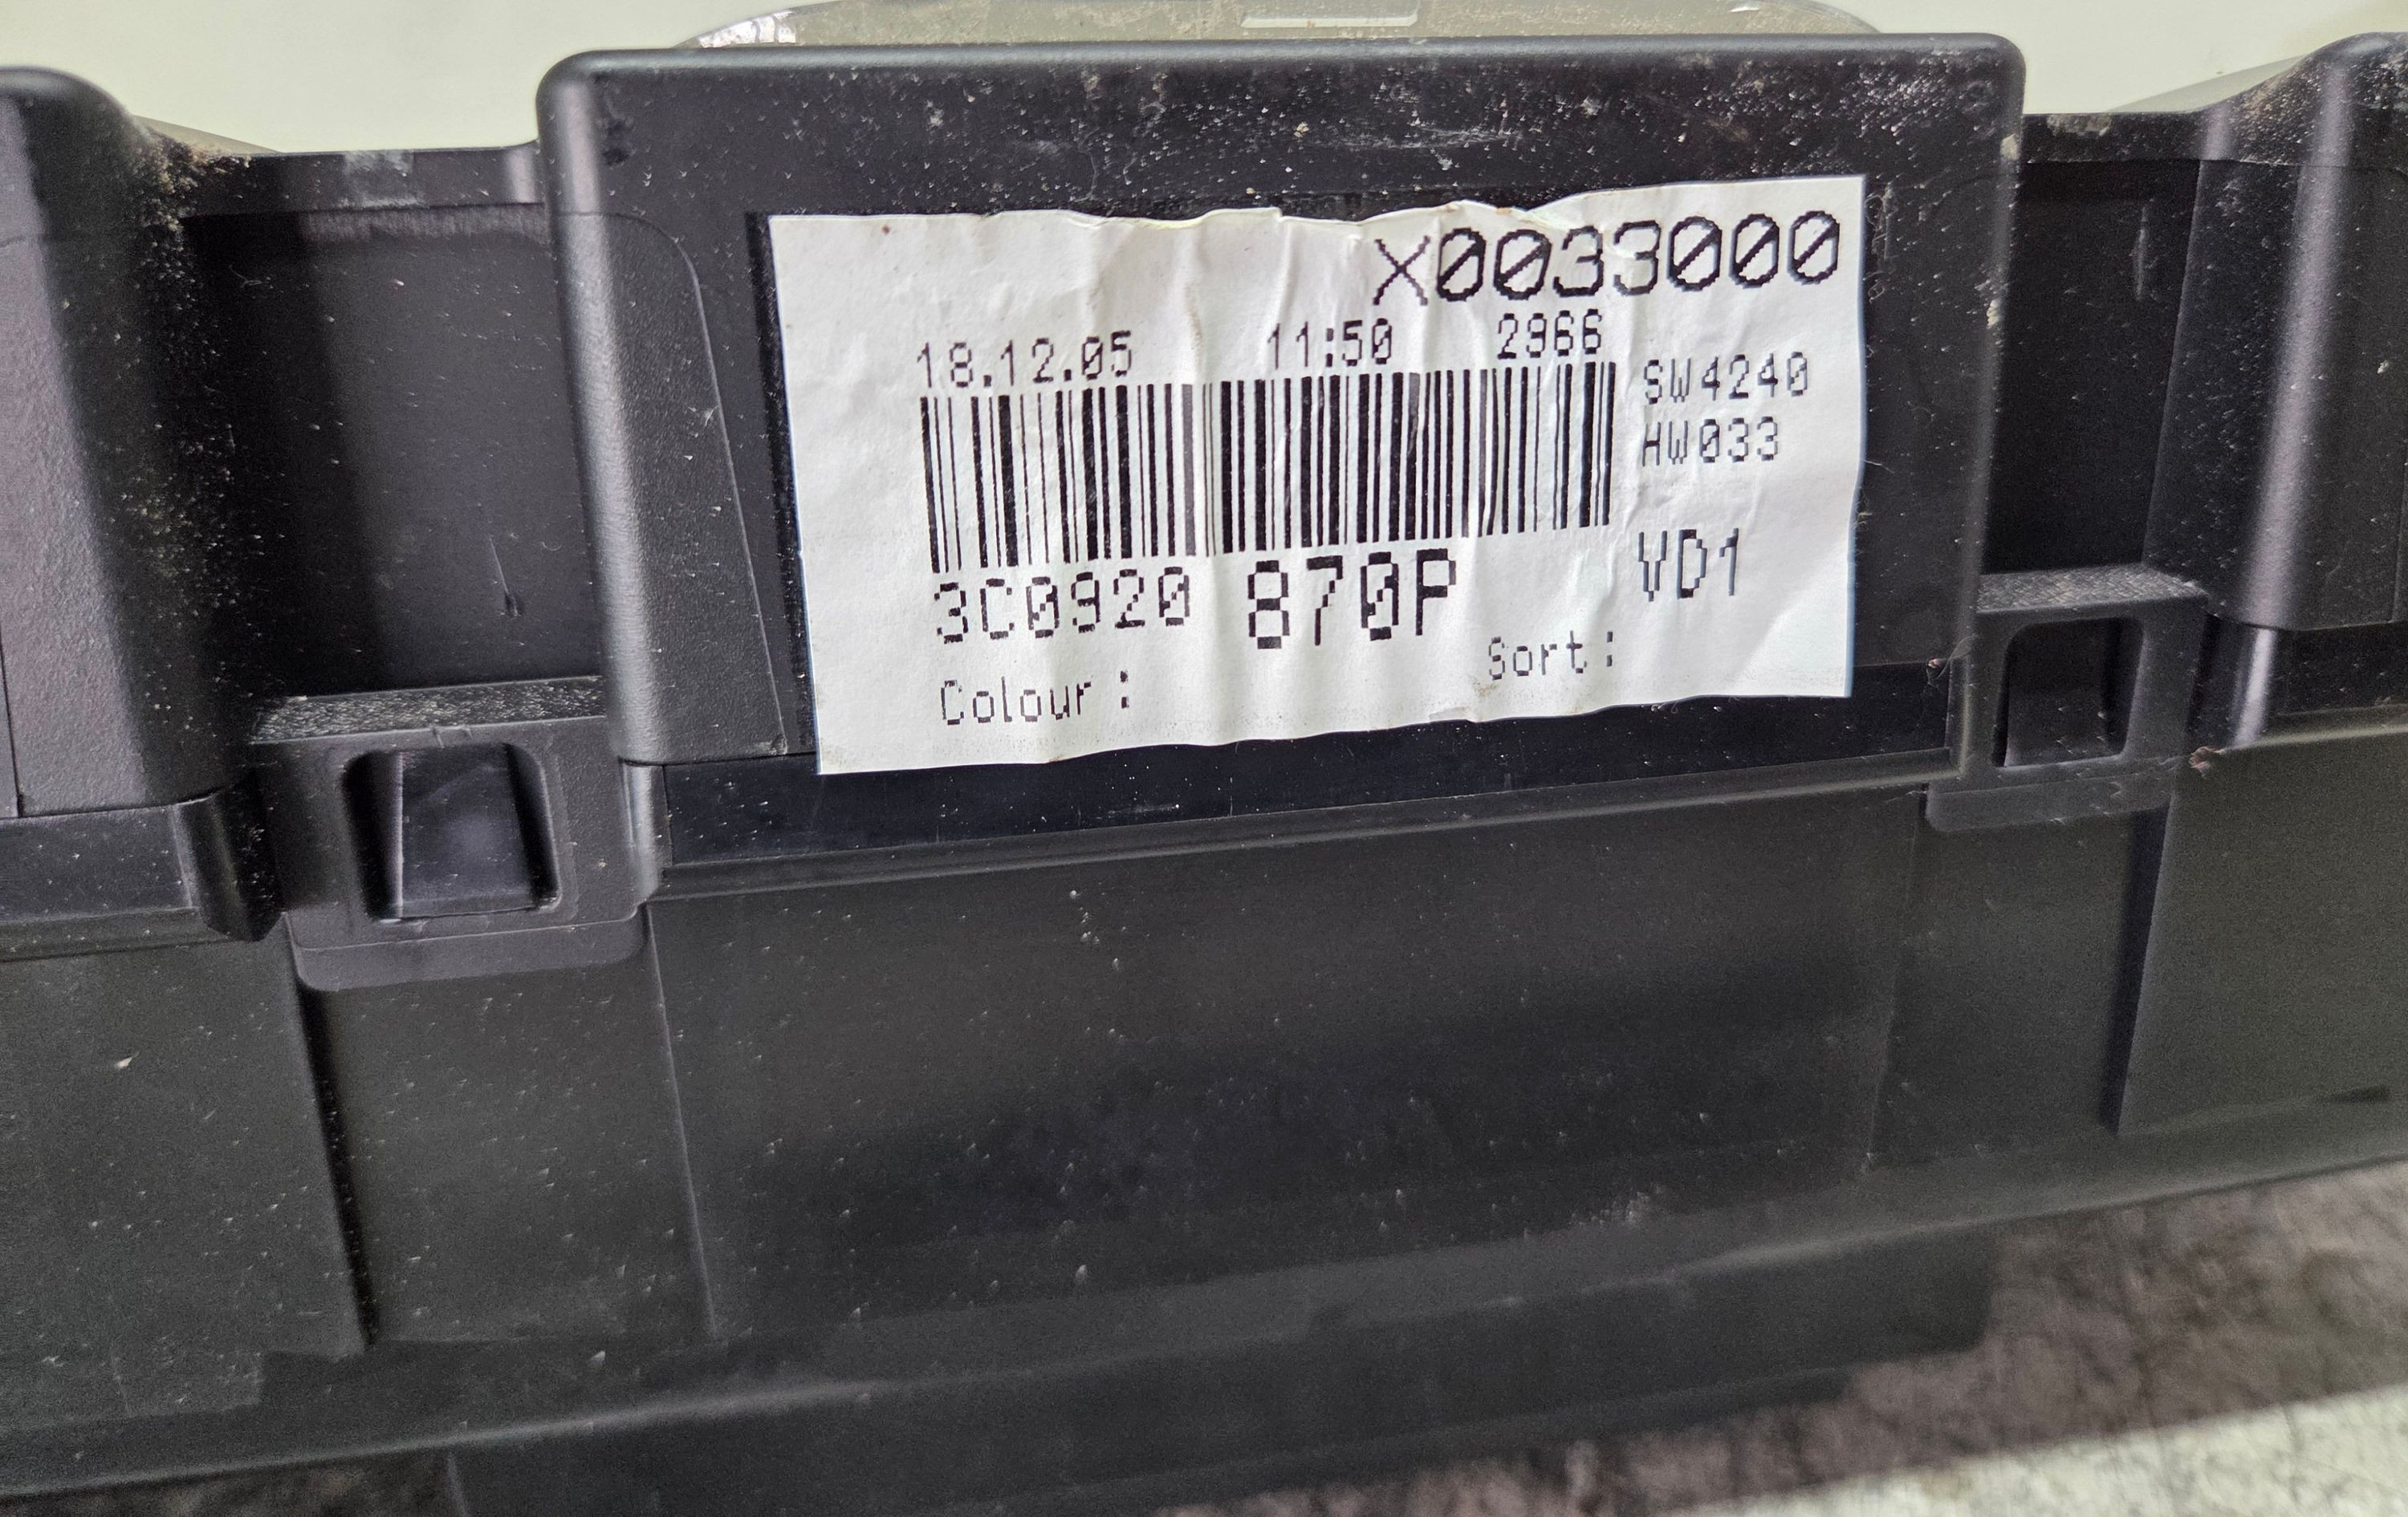 X0033000
18.12.05 11:50 2966
SW4240
HW033
3C0920 870P VD1
Colour: Sort: